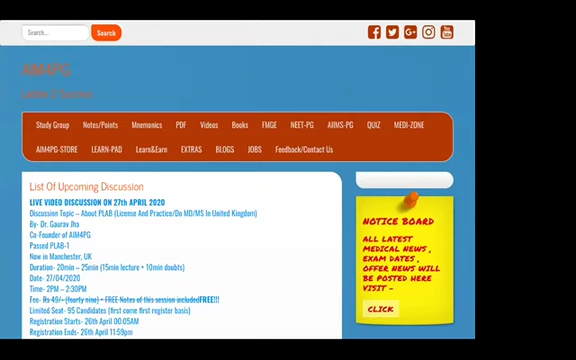 Search...
Search
AIM4PG
Study Group Notes/Points Mnemonics PDF Videos Books FMGE NEET-PG AIIMS-PG QUIZ MEDI-ZONE
AIM4PG-STORE LEARN-PAD Learn&Earn EXTRAS BLOGS JOBS Feedback/Contact Us
List Of Upcoming Discussion
LIVE VIDEO DISCUSSION ON 27th APRIL 2020
Discussion Topic – About PLAB (License And Practice/Do MD/MS In United Kingdom)
By- Dr. Gaurav Jha
Co-Founder of AIM4PG
Passed PLAB-1
Now in Manchester, UK
Duration- 20min – 25min (15min lecture + 10min doubts)
Date- 27/04/2020
Time- 2PM – 2:30PM
Fee- Rs 49/- (fourty nine) + FREE Notes of this session includedFREE!!!
Limited Seat- 95 Candidates (first come first register basis)
Registration Starts- 26th April 00:05AM
Registration Ends- 26th April 11:59pm
NOTICE BOARD
ALL LATEST
MEDICAL NEWS ,
EXAM DATES ,
OFFER NEWS WILL
BE POSTED HERE
VISIT –
CLICK